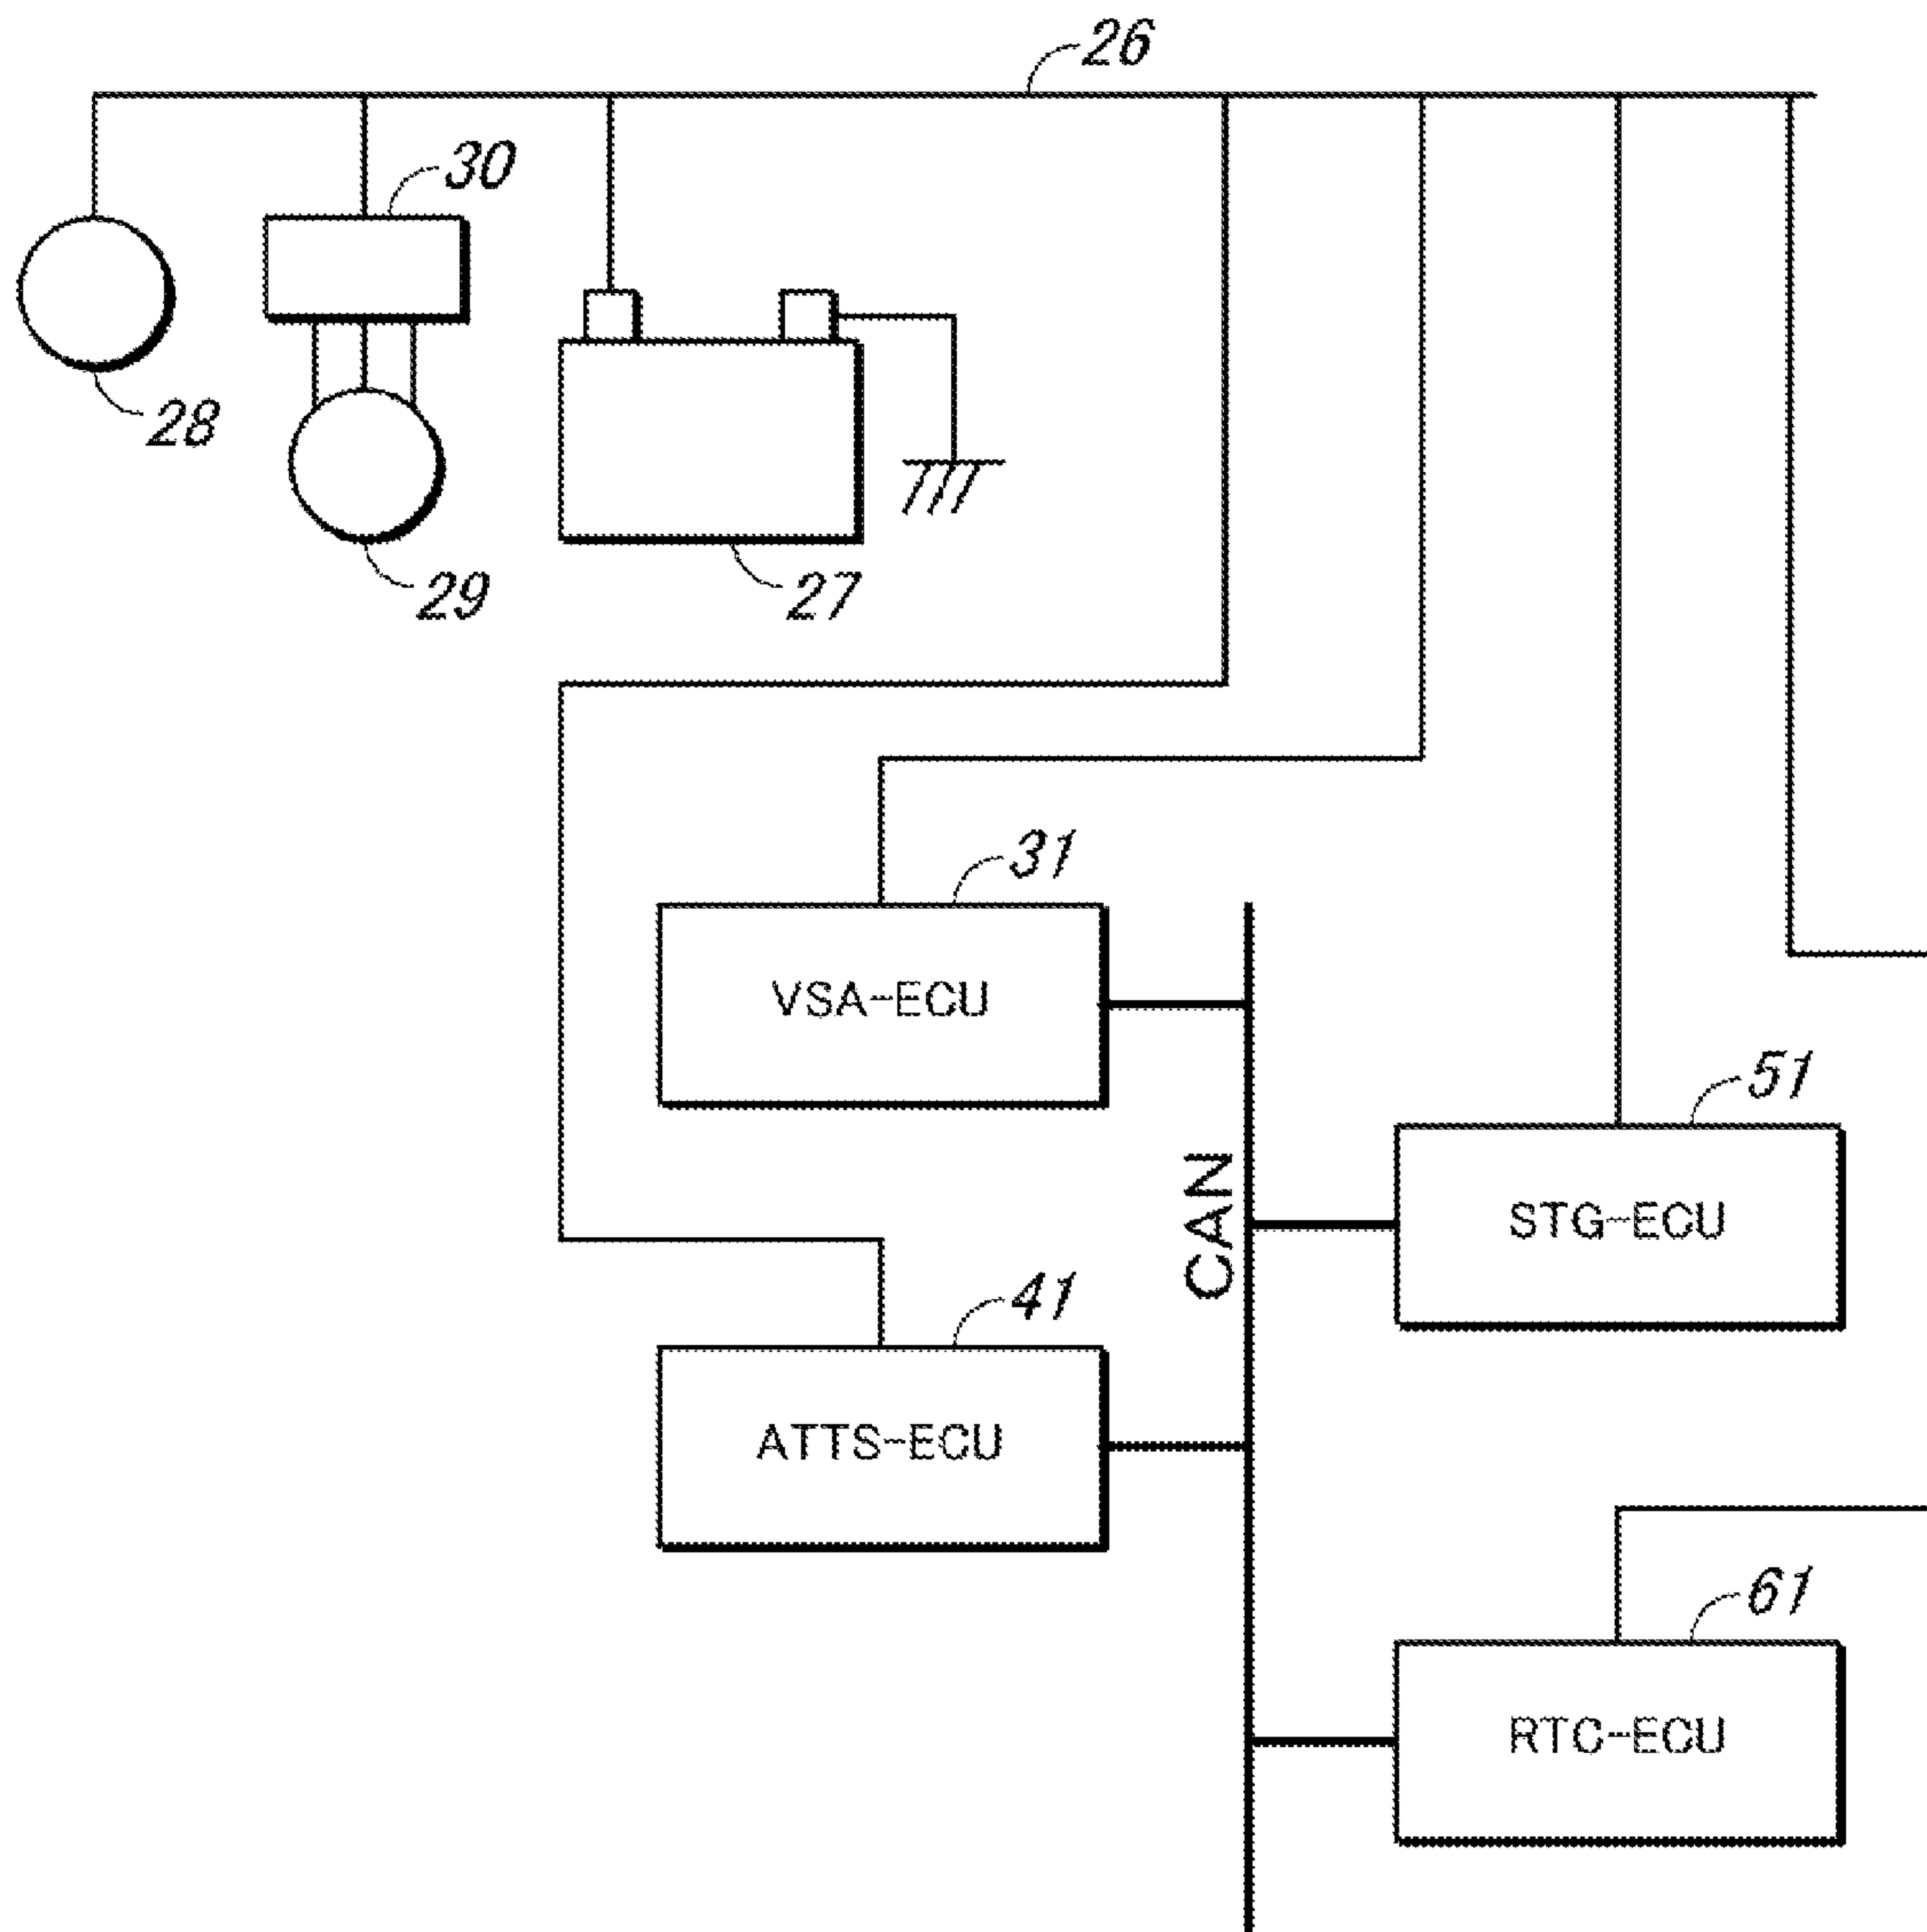 26
30
28
29
27
31
VSA-ECU
51
CAN
STG-ECU
41
ATTS-ECU
61
RTC-ECU